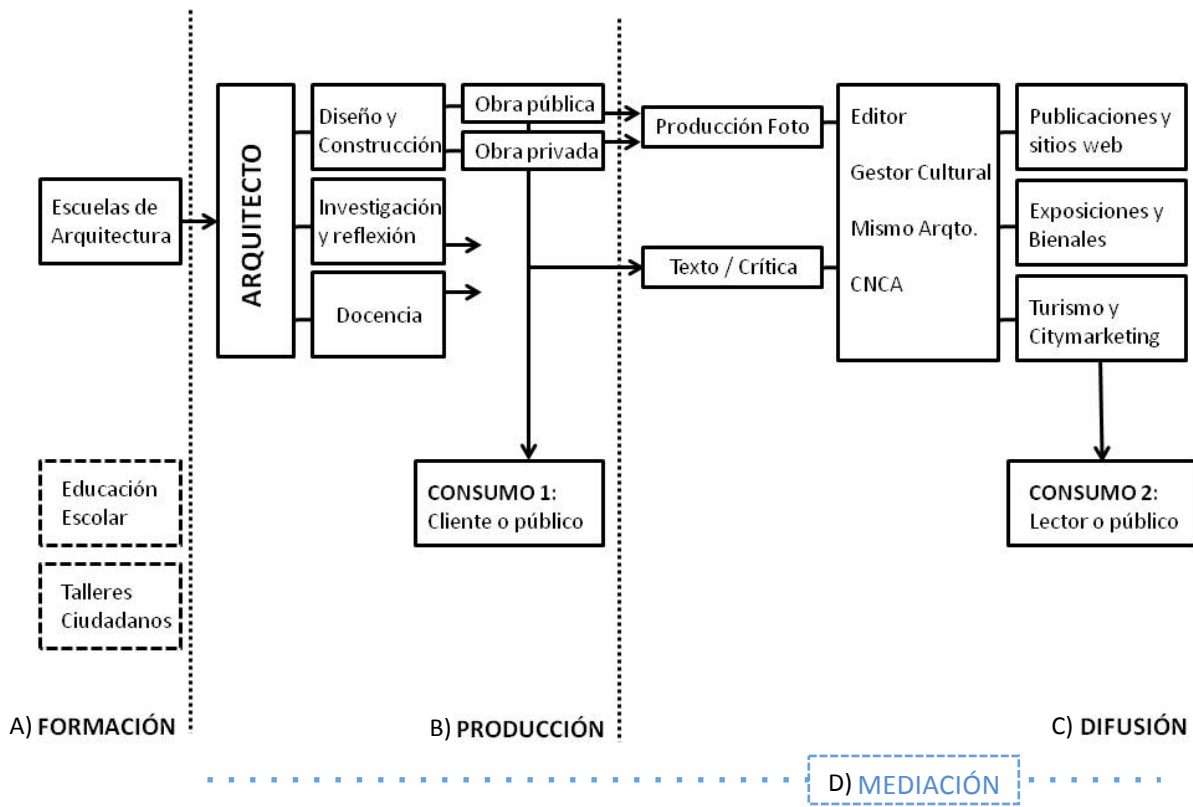 Escuelas de
Arquitectura
Educación
Escolar
Talleres
Ciudadanos
A) FORMACIÓN
ARQUITECTO
Diseño y
Construcción
Investigación
y reflexión
Docencia
Obra pública
Obra privada
CONSUMO 1:
Cliente o público
B) PRODUCCIÓN
Producción Foto
Texto / Crítica
Editor
Gestor Cultural
Mismo Arqto.
CNCA
Publicaciones y
sitios web
Exposiciones y
Bienales
Turismo y
Citymarketing
CONSUMO 2:
Lector o público
C) DIFUSIÓN
D) MEDIACIÓN